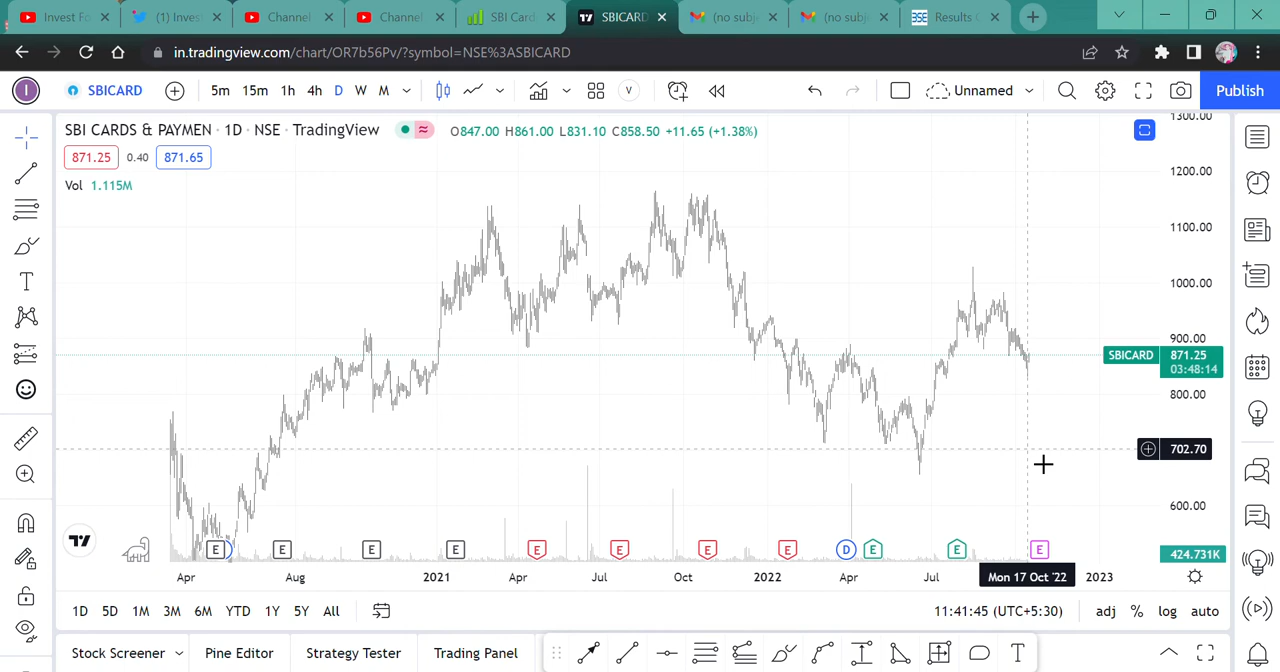 Invest Fo
(1) Invest
Channel
Channel
SBI Card
SBICARD
(no subj
(no subj
BSE Results C
in.tradingview.com/chart/OR7b56Pv/?symbol=NSE%3ASBICARD
I SBICARD 5m 15m 1h 4h D W M V Unnamed Publish
SBI CARDS & PAYMEN · 1D · NSE · TradingView O847.00 H861.00 L831.10 C858.50 +11.65 (+1.38%)
871.25 0.40 871.65
Vol 1.115M
1300.00
1200.00
1100.00
1000.00
900.00
SBICARD 871.25
03:48:14
800.00
702.70
600.00
424.731K
E E E E E E E E D E E E
Apr Aug 2021 Apr Jul Oct 2022 Apr Jul Mon 17 Oct '22 2023
1D 5D 1M 3M 6M YTD 1Y 5Y All 11:41:45 (UTC+5:30) adj % log auto
Stock Screener Pine Editor Strategy Tester Trading Panel